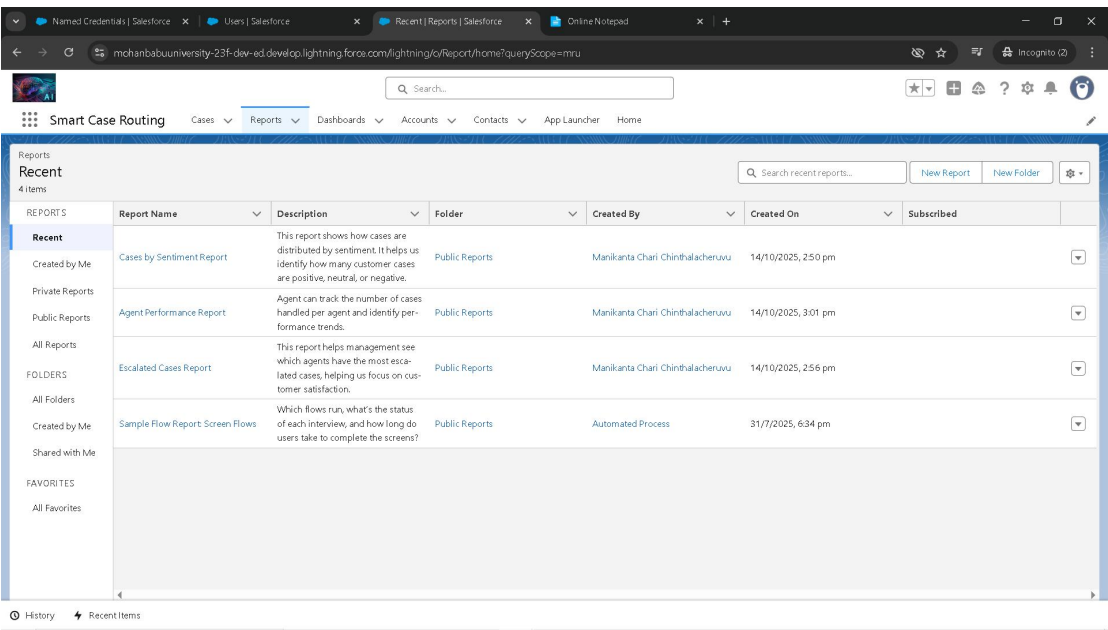 Named Credentials | Salesforce
Users | Salesforce
Recent | Reports | Salesforce
Online Notepad
mohanbabuuniversity-23f-dev-ed.develop.lightning.force.com/lightning/o/Report/home?queryScope=mru
Incognito (2)
AI
Search...
Smart Case Routing
Cases
Reports
Dashboards
Accounts
Contacts
App Launcher
Home
Reports
Recent
4 items
Search recent reports...
New Report
New Folder
REPORTS
Recent
Created by Me
Private Reports
Public Reports
All Reports
FOLDERS
All Folders
Created by Me
Shared with Me
FAVORITES
All Favorites
Report Name
Description
Folder
Created By
Created On
Subscribed
Cases by Sentiment Report
This report shows how cases are
distributed by sentiment. It helps us
identify how many customer cases
are positive, neutral, or negative.
Public Reports
Manikanta Chari Chinthalacheruvu
14/10/2025, 2:50 pm
Agent Performance Report
Agent can track the number of cases
handled per agent and identify per-
formance trends.
Public Reports
Manikanta Chari Chinthalacheruvu
14/10/2025, 3:01 pm
Escalated Cases Report
This report helps management see
which agents have the most esca-
lated cases, helping us focus on cus-
tomer satisfaction.
Public Reports
Manikanta Chari Chinthalacheruvu
14/10/2025, 2:56 pm
Sample Flow Report: Screen Flows
Which flows run, what's the status
of each interview, and how long do
users take to complete the screens?
Public Reports
Automated Process
31/7/2025, 6:34 pm
History
Recent Items